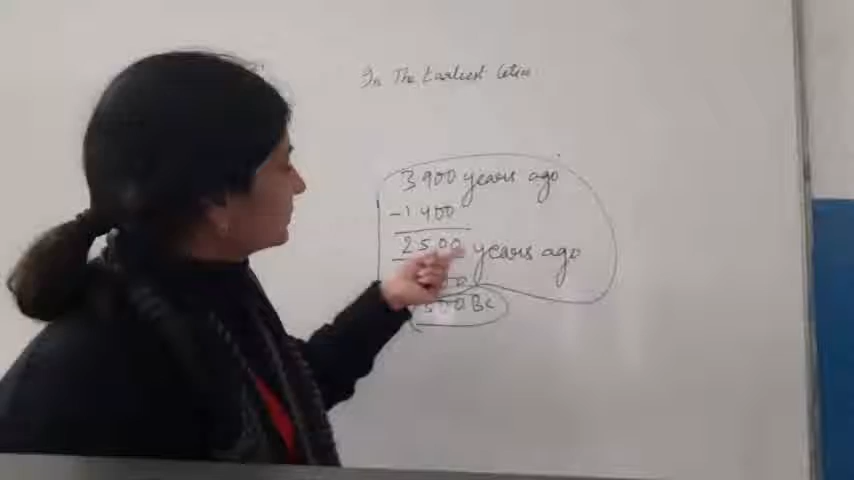 In The Earliest Cities
3900 years ago
-1400
2500 years ago
500 BC